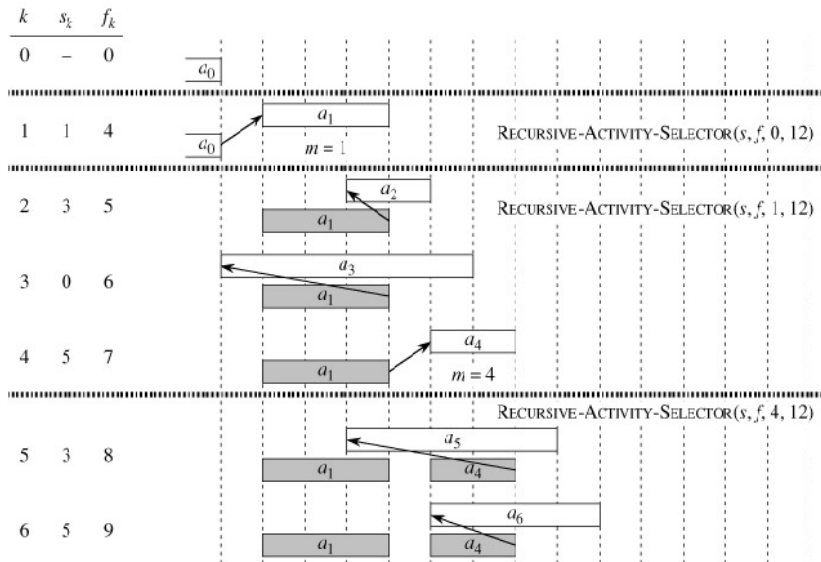 k s_k f_k
0 – 0
a_0
1 1 4
a_1
a_0
m = 1
RECURSIVE-ACTIVITY-SELECTOR(s, f, 0, 12)
2 3 5
a_2
a_1
RECURSIVE-ACTIVITY-SELECTOR(s, f, 1, 12)
3 0 6
a_3
a_1
4 5 7
a_4
a_1
m = 4
RECURSIVE-ACTIVITY-SELECTOR(s, f, 4, 12)
5 3 8
a_5
a_1 a_4
6 5 9
a_6
a_1 a_4